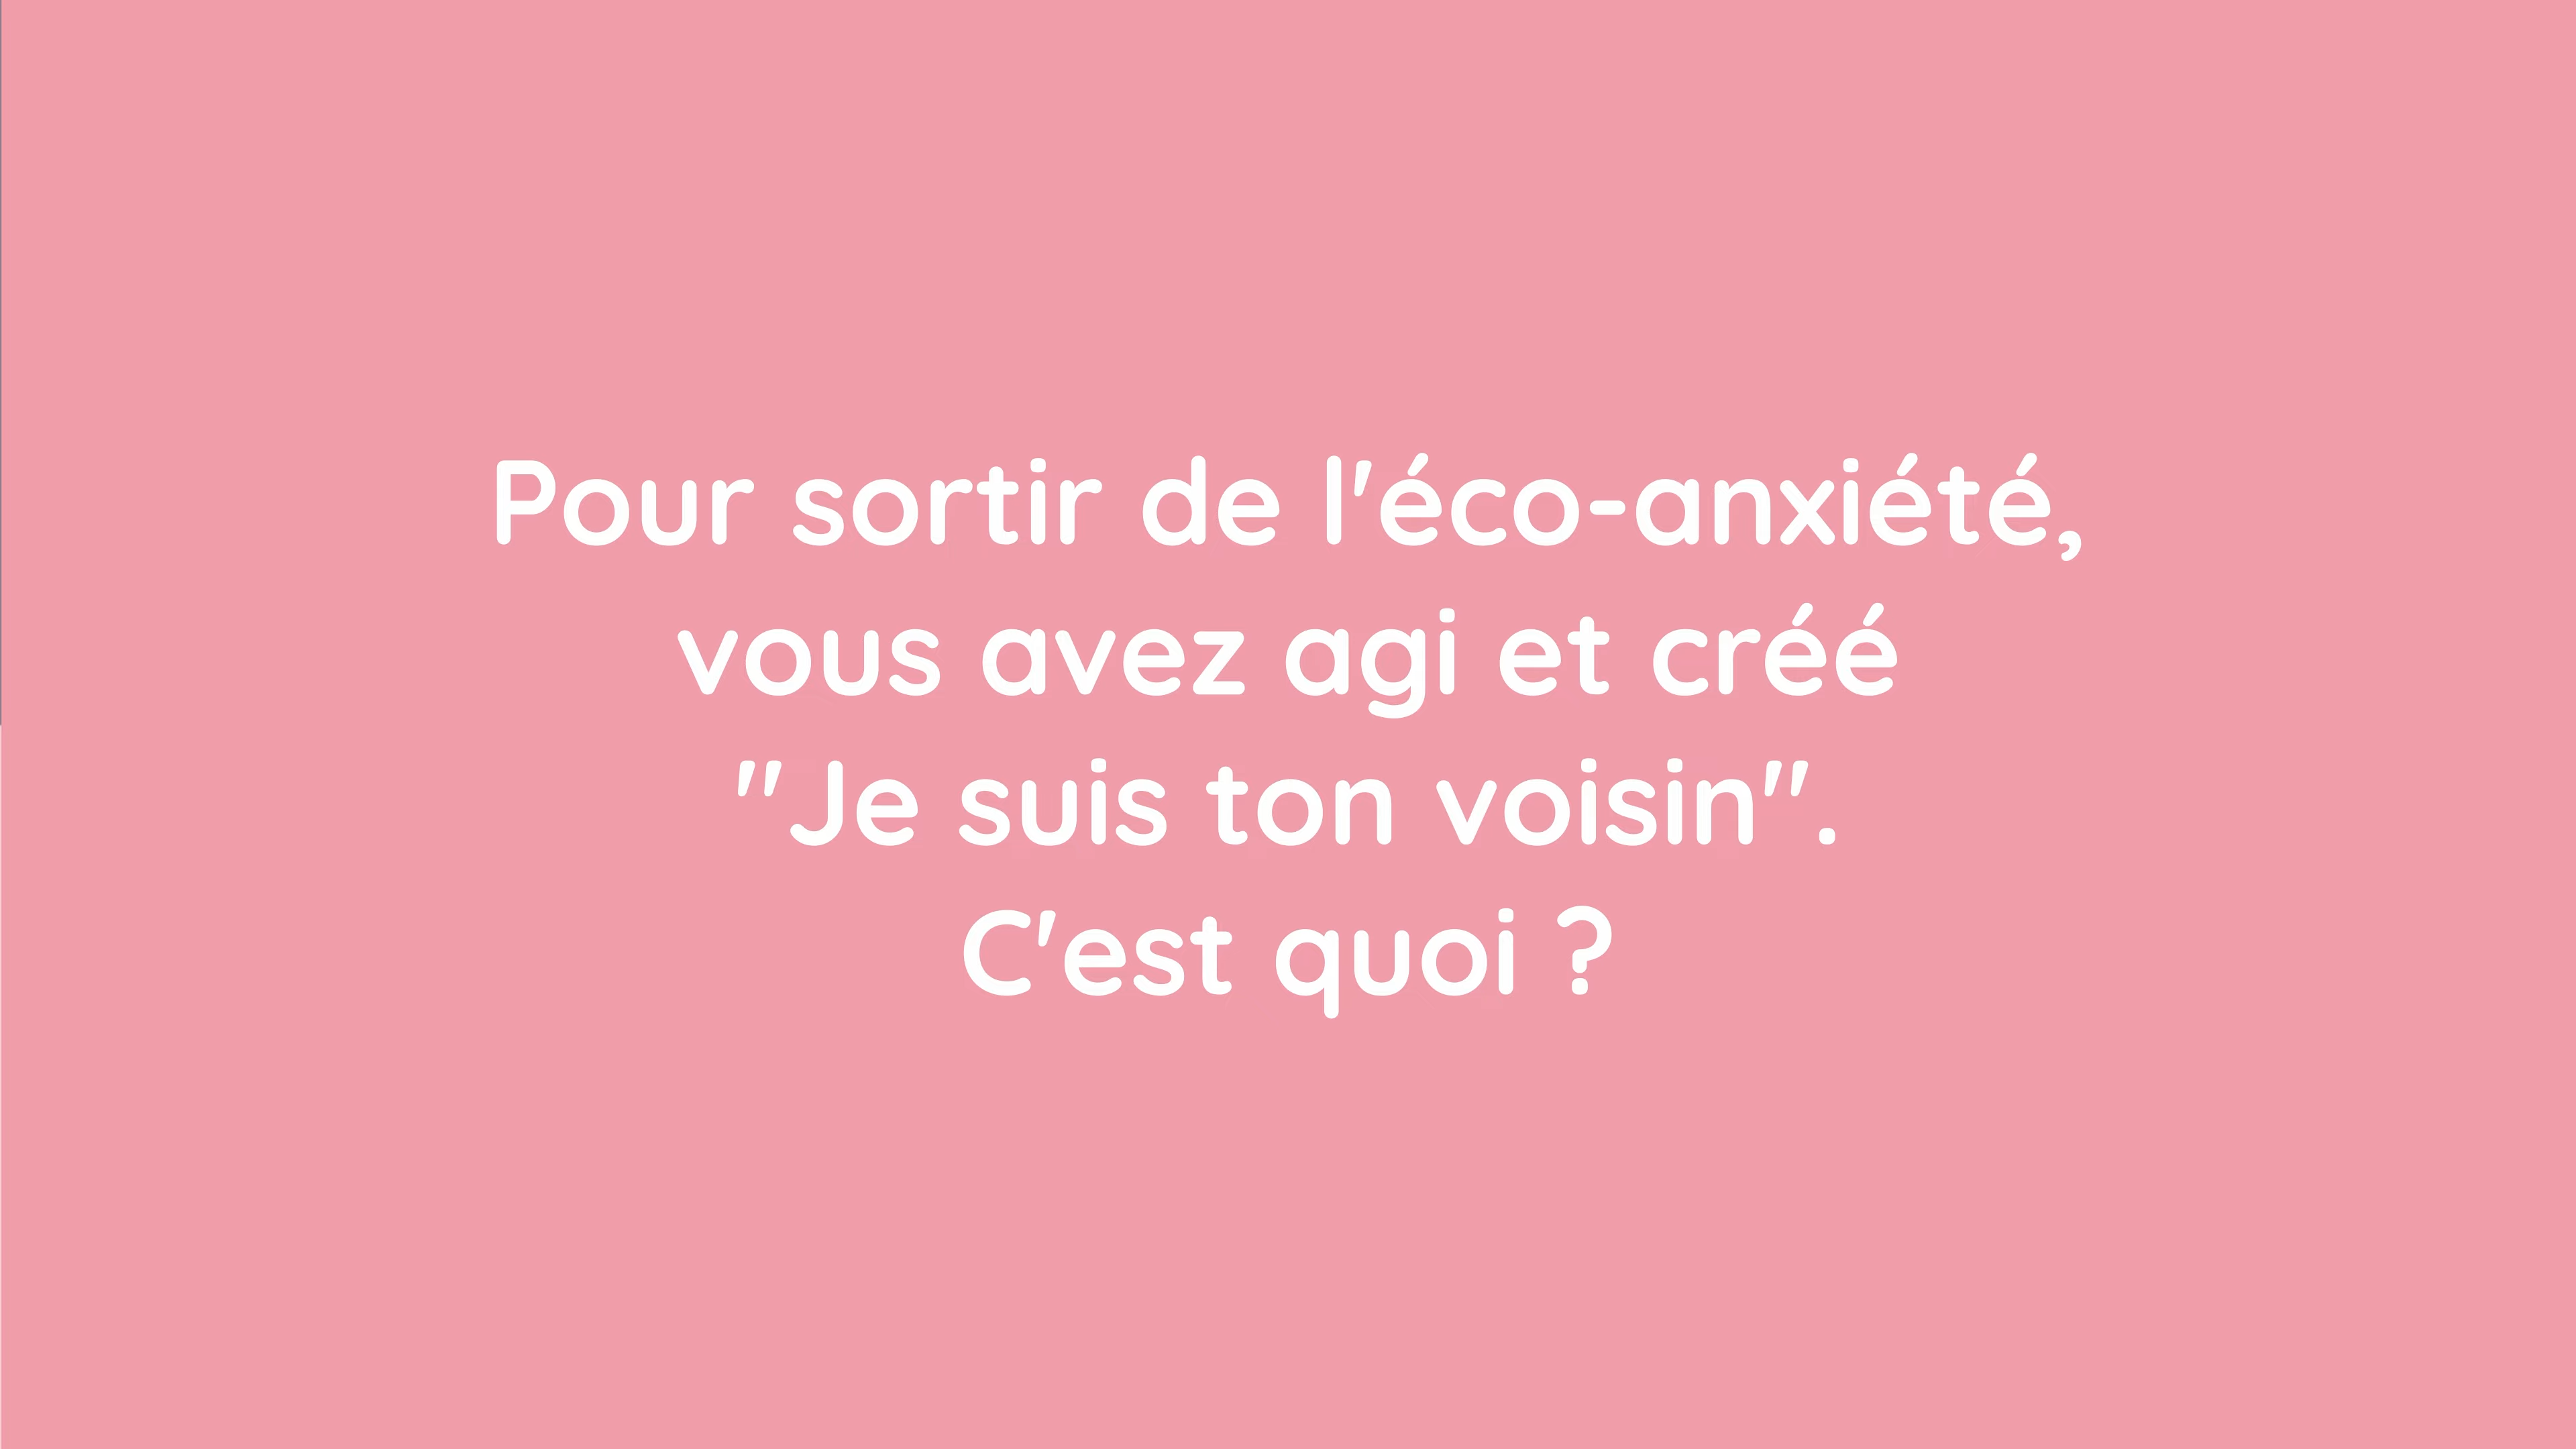 Pour sortir de l'éco-anxiété,
vous avez agi et créé
"Je suis ton voisin".
C'est quoi ?